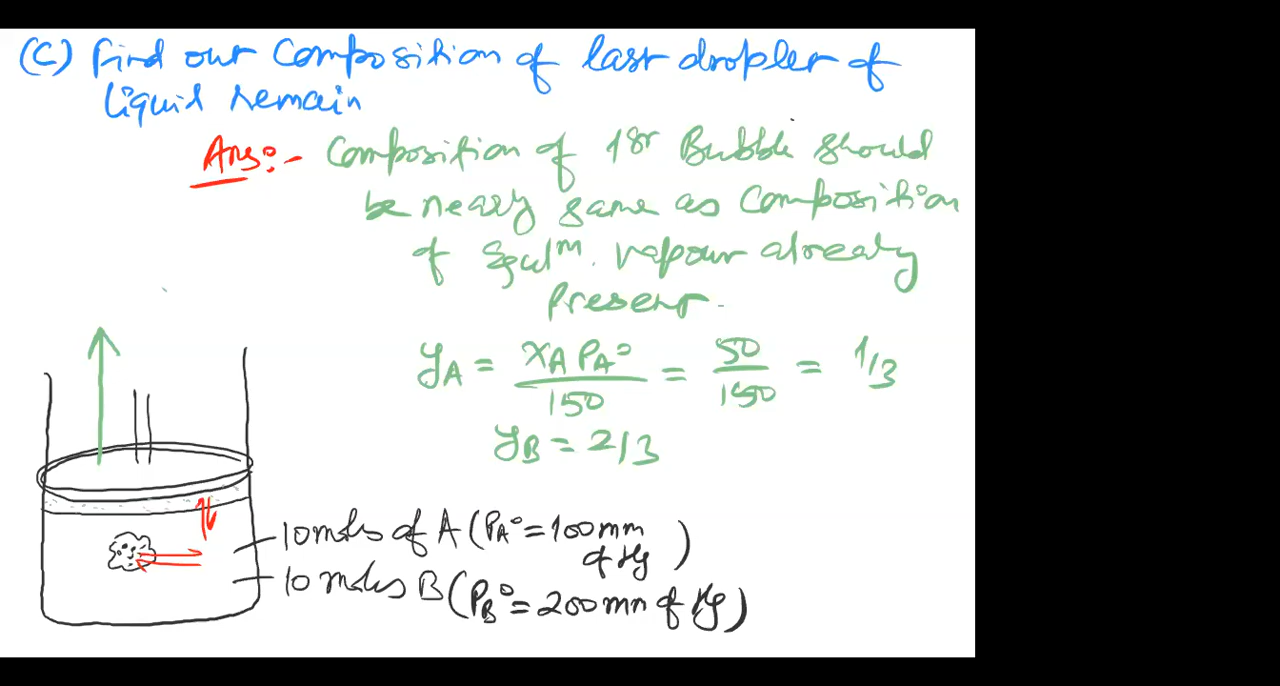 (C) Find out Composition of last droplet of
liquid remain
Ans:- Composition of 1st Bubble should
be nearly same as composition
of Equlm. vapour already
present.
yA = xA PA° / 150 = 50 / 150 = 1/3
yB = 2/3
10 moles of A (PA° = 100 mm of Hg)
10 moles B (PB° = 200 mm of Hg)